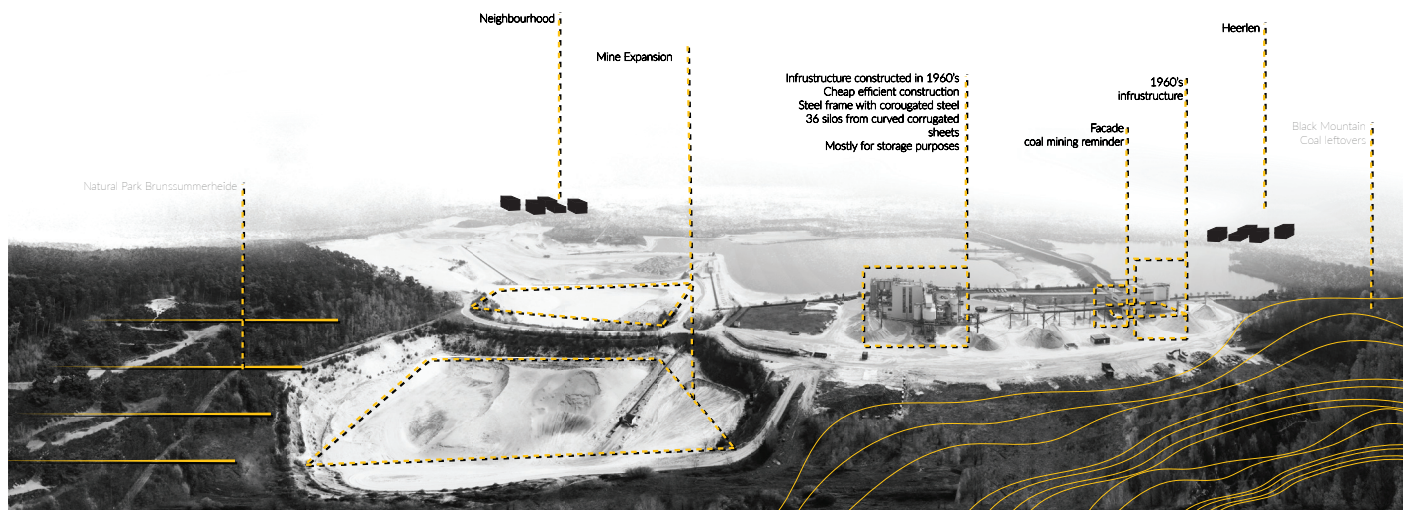 Neighbourhood
Mine Expansion
Infrustructure constructed in 1960's
Cheap efficient construction
Steel frame with corougated steel
36 silos from curved corrugated
sheets
Mostly for storage purposes
1960's
infrustructure
Facade
coal mining reminder
Heerlen
Black Mountain
Coal leftovers
Natural Park Brunssummerheide